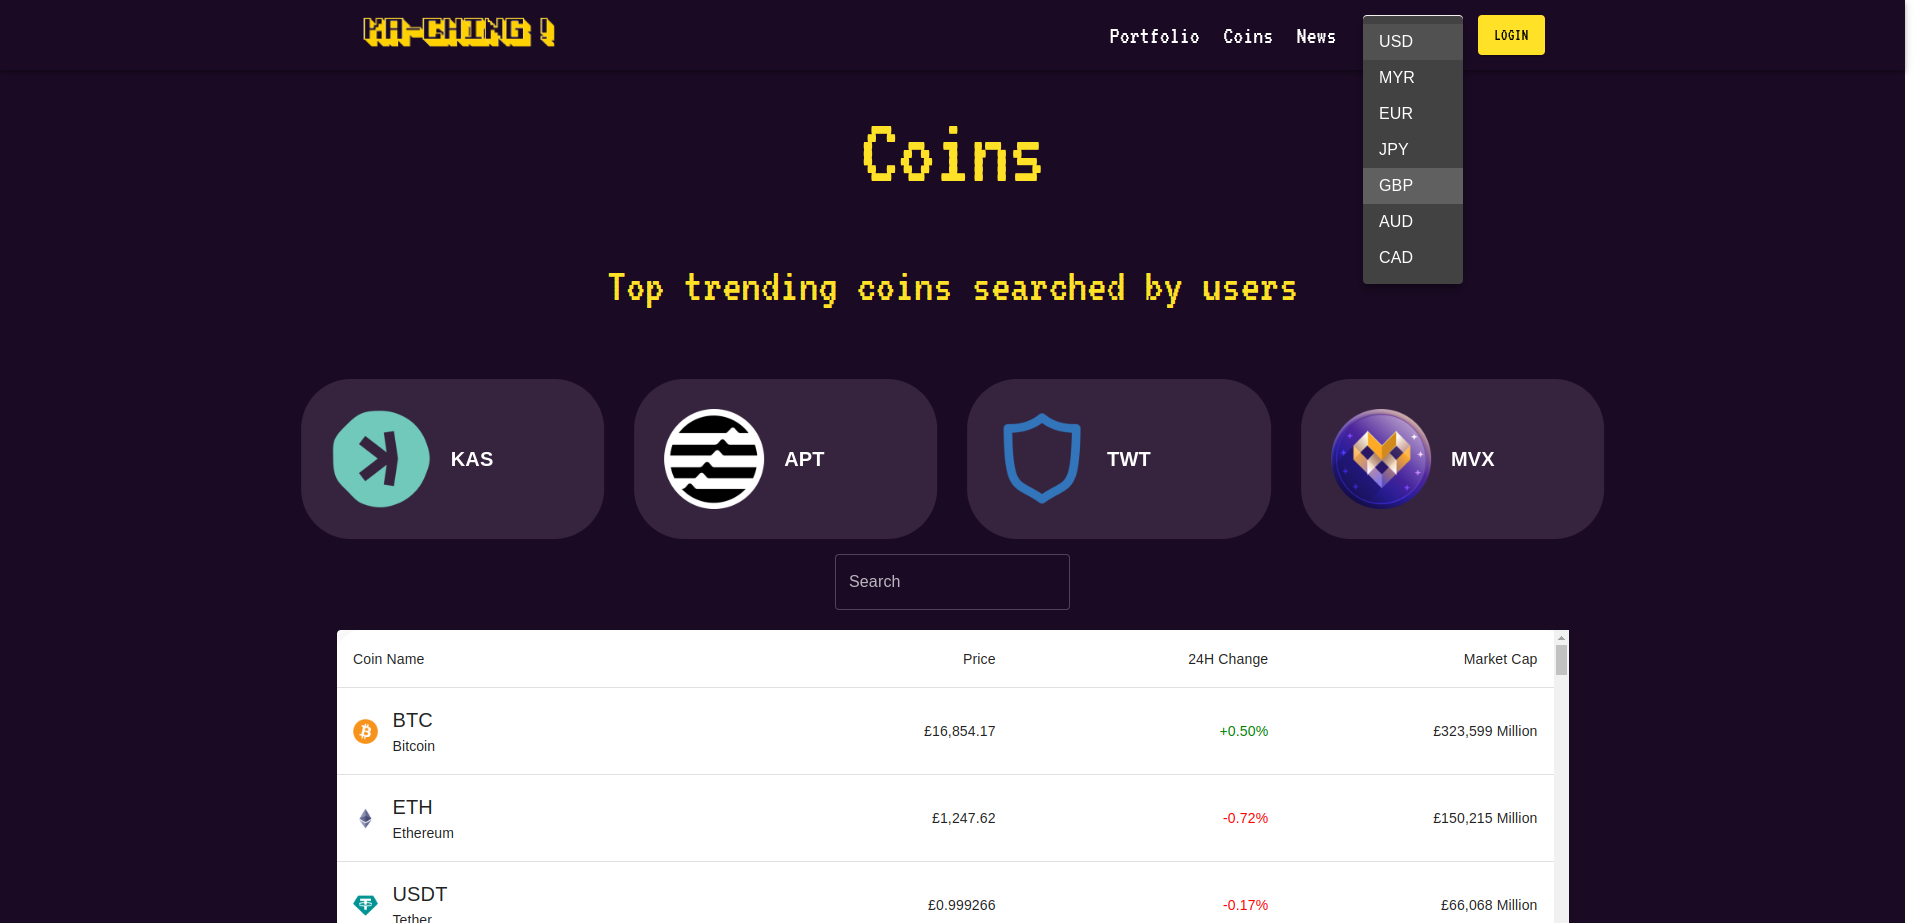 KA-CHING !
Portfolio Coins News
LOGIN
USD
MYR
EUR
JPY
GBP
AUD
CAD
Coins
Top trending coins searched by users
KAS
APT
TWT
MVX
Search
Coin Name Price 24H Change Market Cap
BTC
Bitcoin
£16,854.17 +0.50% £323,599 Million
ETH
Ethereum
£1,247.62 -0.72% £150,215 Million
USDT
Tether
£0.999266 -0.17% £66,068 Million